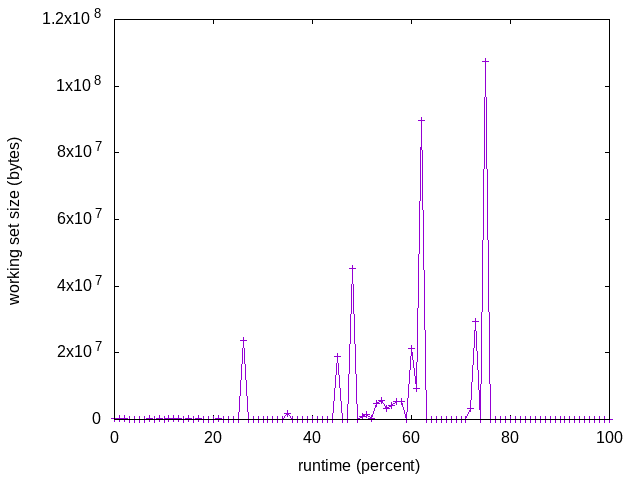 1.2x10^8
1x10^8
8x10^7
6x10^7
4x10^7
2x10^7
0
0 20 40 60 80 100
working set size (bytes)
runtime (percent)